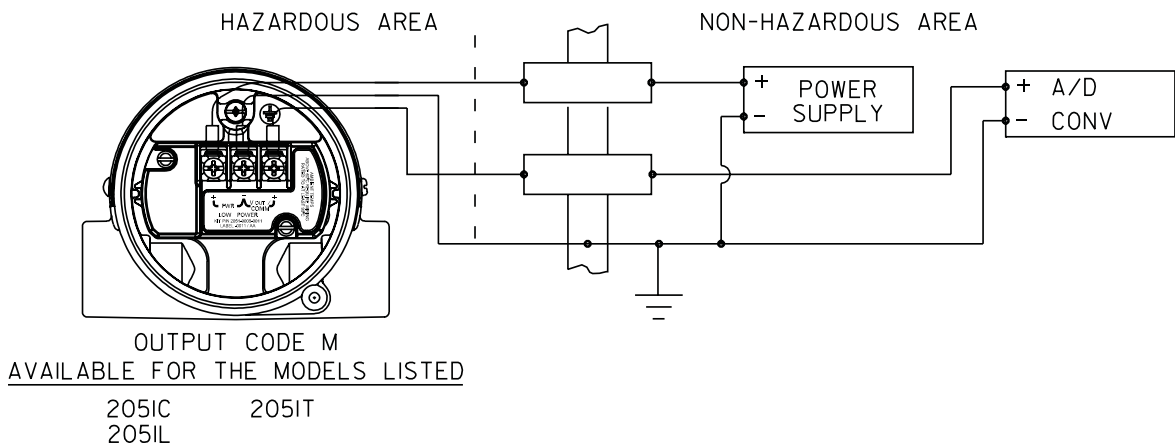 HAZARDOUS AREA
NON-HAZARDOUS AREA
+ POWER
- SUPPLY
+ A/D
- CONV
+ - +
PWR V OUT / COMM
LOW POWER
OUTPUT CODE M
AVAILABLE FOR THE MODELS LISTED
2051C 2051T
2051L